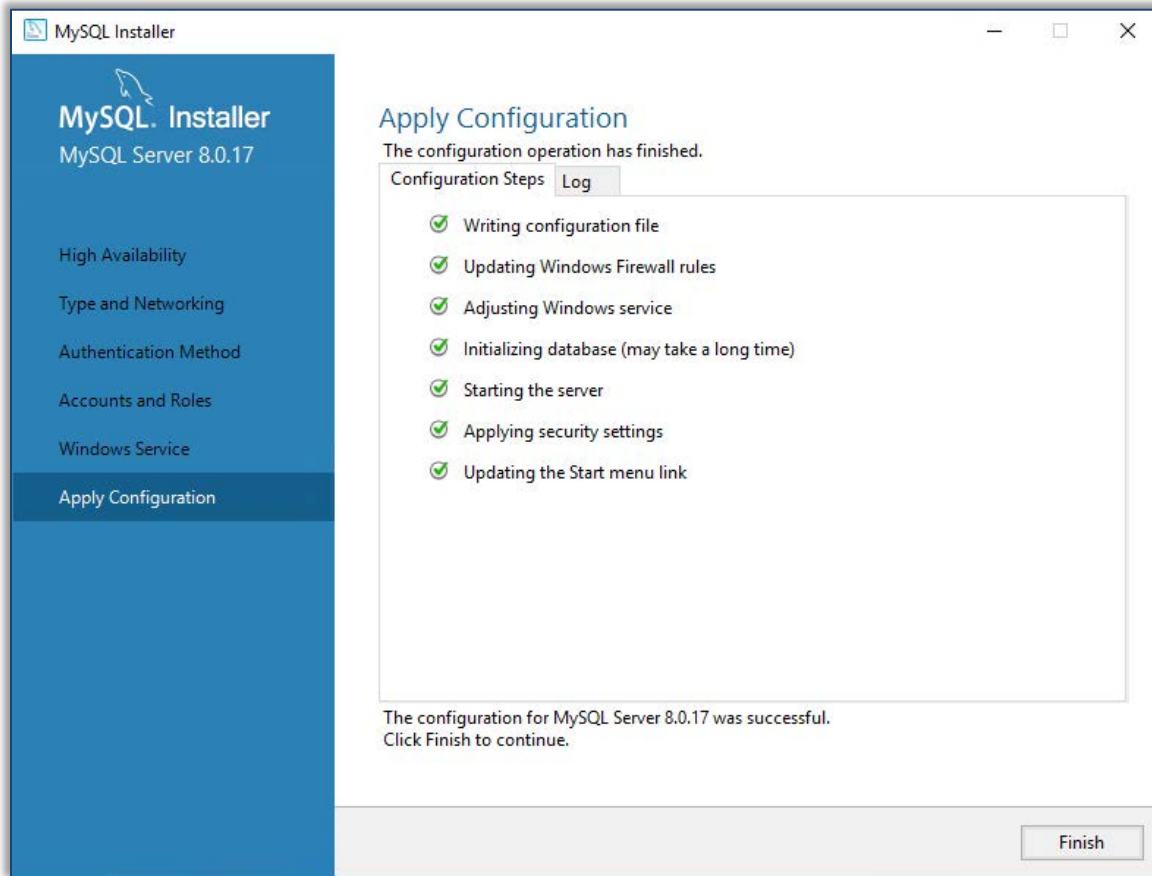 MySQL Installer
MySQL. Installer
MySQL Server 8.0.17
High Availability
Type and Networking
Authentication Method
Accounts and Roles
Windows Service
Apply Configuration
Apply Configuration
The configuration operation has finished.
Configuration Steps
Log
Writing configuration file
Updating Windows Firewall rules
Adjusting Windows service
Initializing database (may take a long time)
Starting the server
Applying security settings
Updating the Start menu link
The configuration for MySQL Server 8.0.17 was successful.
Click Finish to continue.
Finish